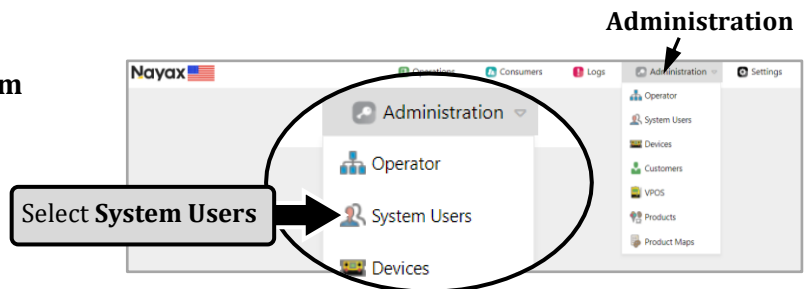 Administration
m
Nayax
Operations
Consumers
Logs
Administration
Settings
Operator
System Users
Devices
Customers
VPOS
Products
Product Maps
Administration
Operator
System Users
Devices
Select System Users